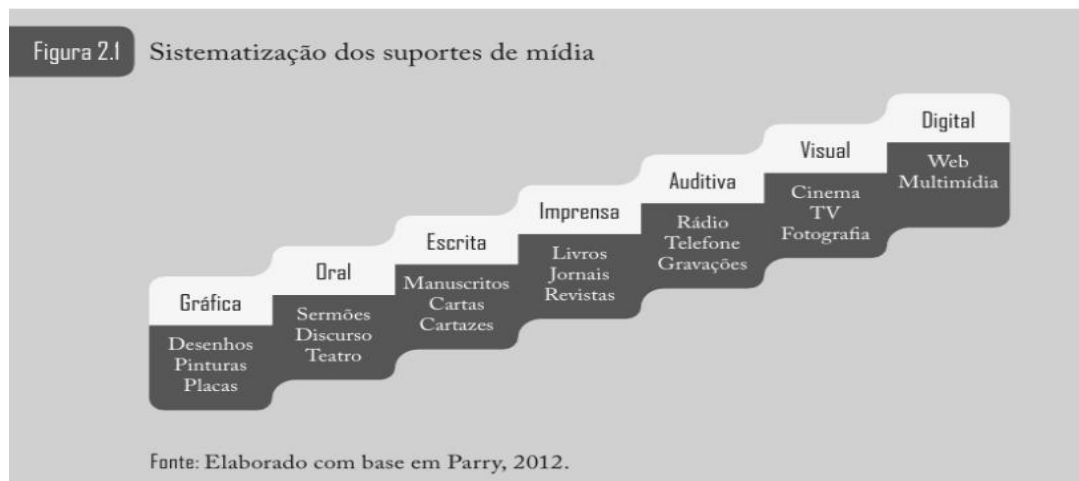 Figura 2.1
Sistematização dos suportes de mídia
Gráfica
Desenhos
Pinturas
Placas
Oral
Sermões
Discurso
Teatro
Escrita
Manuscritos
Cartas
Cartazes
Imprensa
Livros
Jornais
Revistas
Auditiva
Rádio
Telefone
Gravações
Visual
Cinema
TV
Fotografia
Digital
Web
Multimídia
Fonte: Elaborado com base em Parry, 2012.